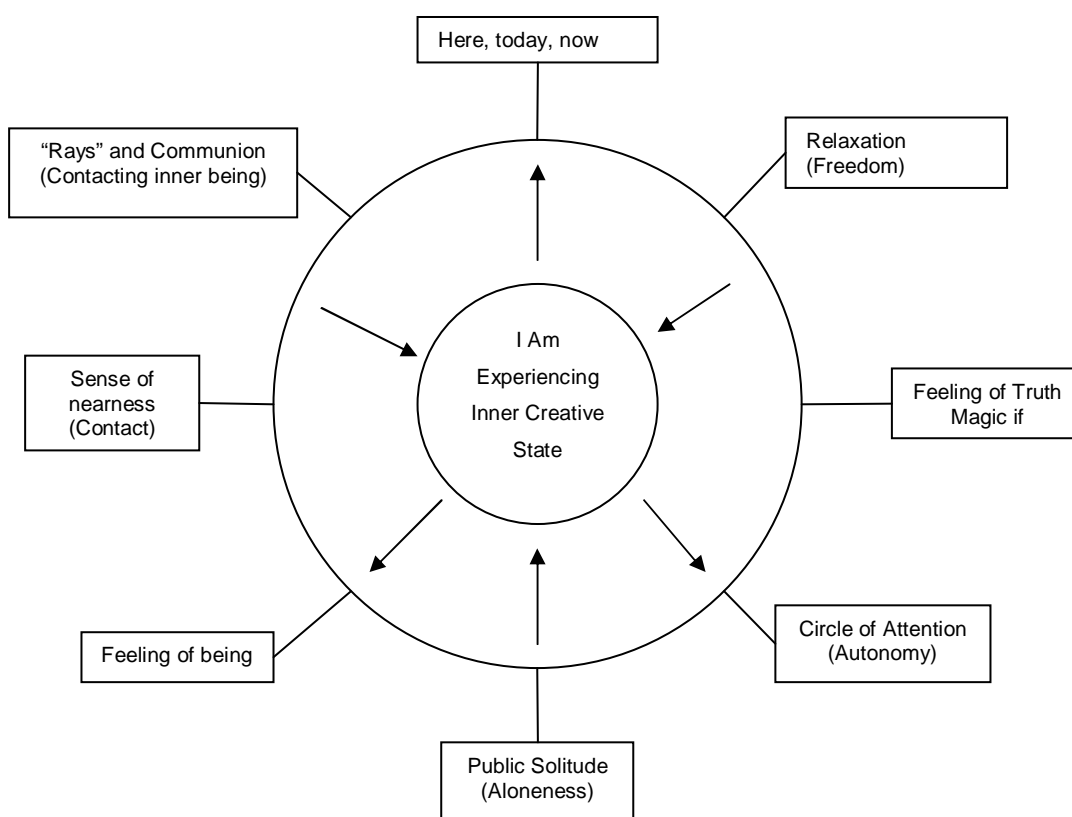 Here, today, now
“Rays” and Communion
(Contacting inner being)
Relaxation
(Freedom)
I Am
Experiencing
Inner Creative
State
Sense of
nearness
(Contact)
Feeling of Truth
Magic if
Feeling of being
Circle of Attention
(Autonomy)
Public Solitude
(Aloneness)